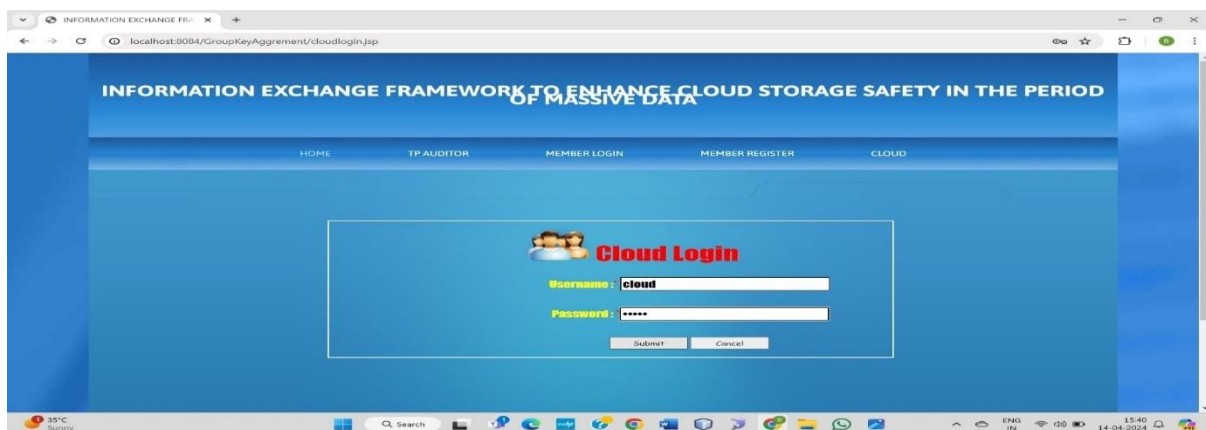 INFORMATION EXCHANGE FRA
localhost:8084/GroupKeyAggrement/cloudlogin.jsp
INFORMATION EXCHANGE FRAMEWORK TO ENHANCE CLOUD STORAGE SAFETY IN THE PERIOD
OF MASSIVE DATA
HOME TP AUDITOR MEMBER LOGIN MEMBER REGISTER CLOUD
Cloud Login
Username : cloud
Password : •••••
Submit Cancel
35°C
Sunny
Search
ENG
IN
15:40
14-04-2024